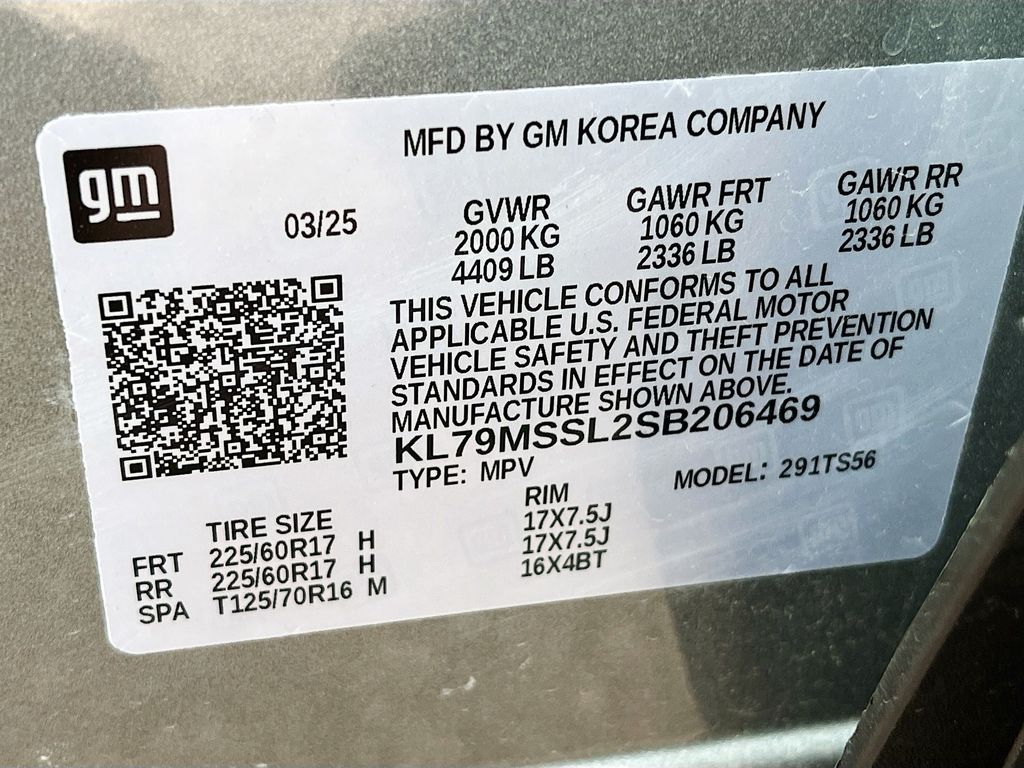 gm
MFD BY GM KOREA COMPANY
03/25
GVWR GAWR FRT GAWR RR
2000 KG 1060 KG 1060 KG
4409 LB 2336 LB 2336 LB
THIS VEHICLE CONFORMS TO ALL
APPLICABLE U.S. FEDERAL MOTOR
VEHICLE SAFETY AND THEFT PREVENTION
STANDARDS IN EFFECT ON THE DATE OF
MANUFACTURE SHOWN ABOVE.
KL79MSSL2SB206469
TYPE: MPV MODEL: 291TS56
TIRE SIZE RIM
FRT 225/60R17 H 17X7.5J
RR 225/60R17 H 17X7.5J
SPA T125/70R16 M 16X4BT